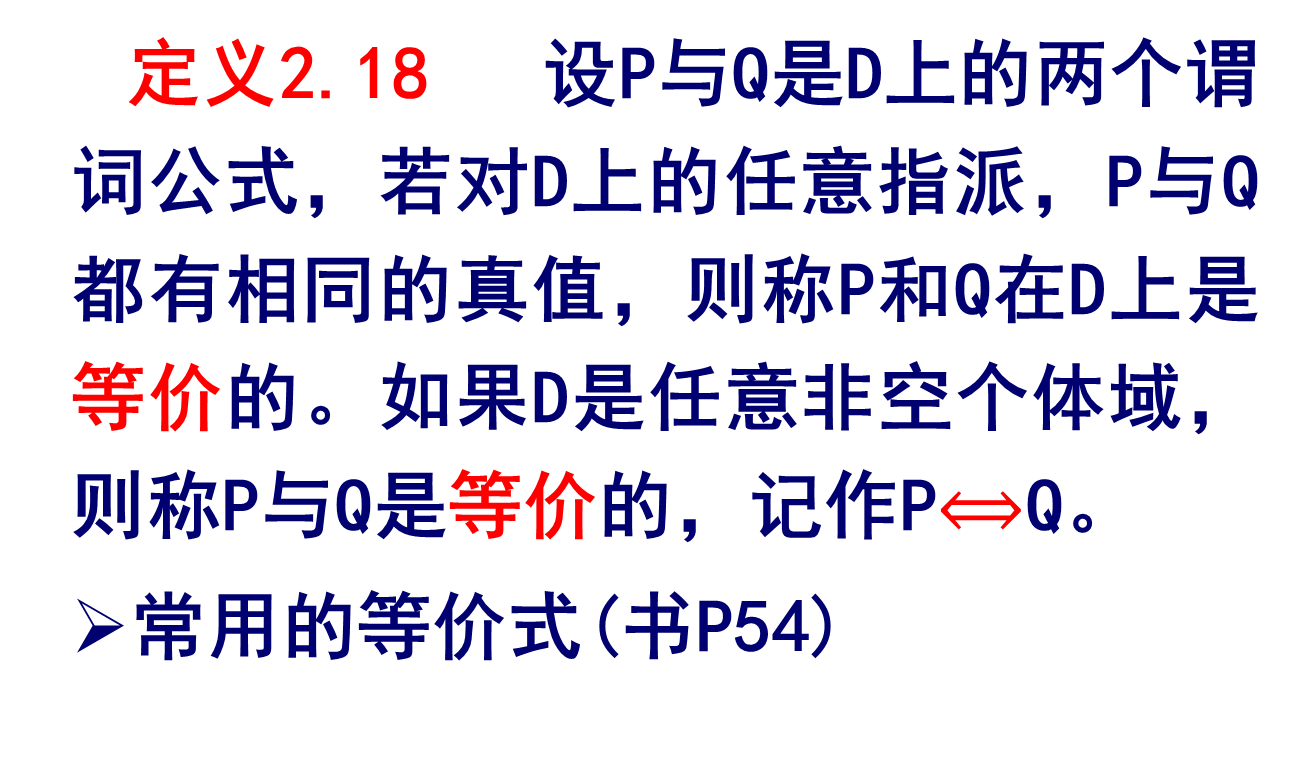 定义2.18 设P与Q是D上的两个谓
词公式，若对D上的任意指派，P与Q
都有相同的真值，则称P和Q在D上是
等价的。如果D是任意非空个体域，
则称P与Q是等价的，记作P⇔Q。
➢常用的等价式(书P54)